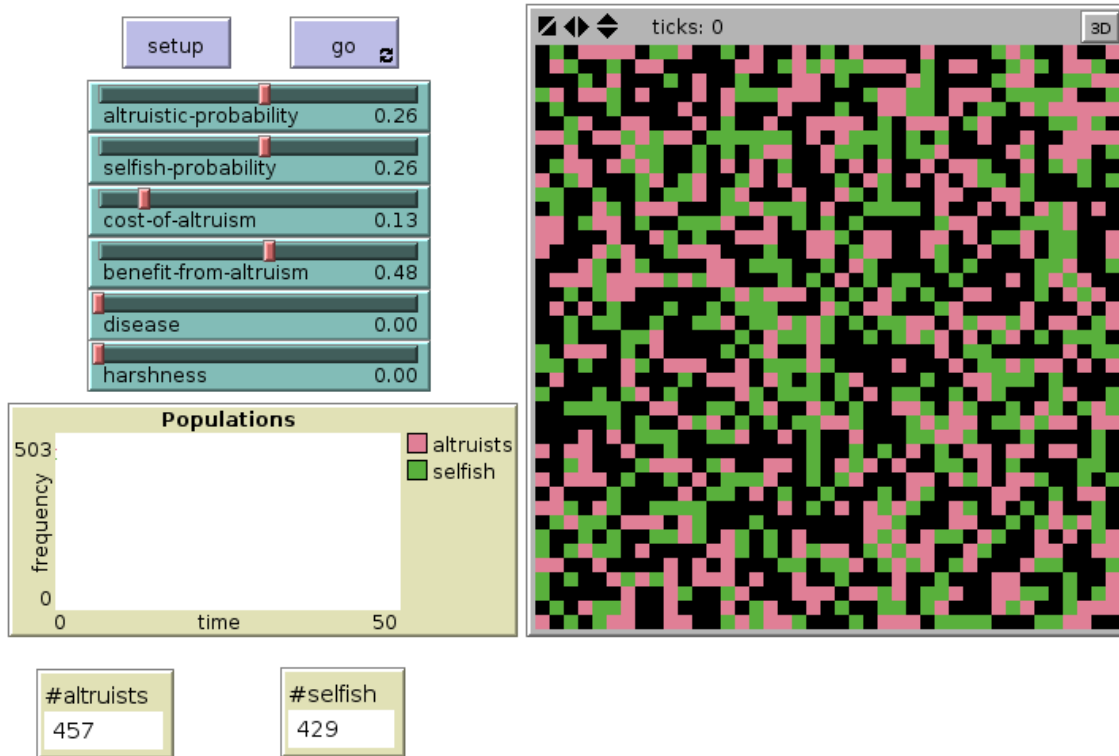 setup
go
altruistic-probability 0.26
selfish-probability 0.26
cost-of-altruism 0.13
benefit-from-altruism 0.48
disease 0.00
harshness 0.00
Populations
503
frequency
0
0 time 50
altruists
selfish
#altruists
457
#selfish
429
ticks: 0
3D